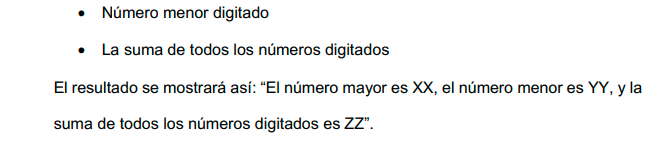 • Número menor digitado
• La suma de todos los números digitados
El resultado se mostrará así: “El número mayor es XX, el número menor es YY, y la
suma de todos los números digitados es ZZ”.